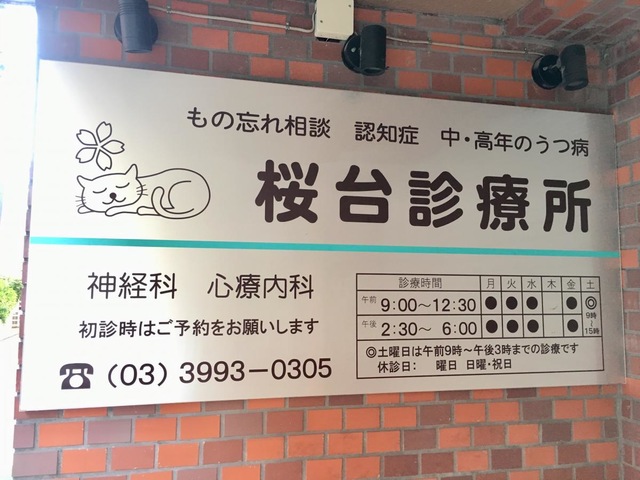 もの忘れ相談　認知症　中・高年のうつ病
桜台診療所
神経科　心療内科
初診時はご予約をお願いします
☎ (03) 3993-0305
診療時間 月 火 水 木 金 土
午前 9:00～12:30 ● ● ● ● ◎
午後 2:30～ 6:00 ● ● ● ● 9時～15時
◎土曜日は午前9時～午後3時までの診療です
休診日：　曜日 日曜・祝日